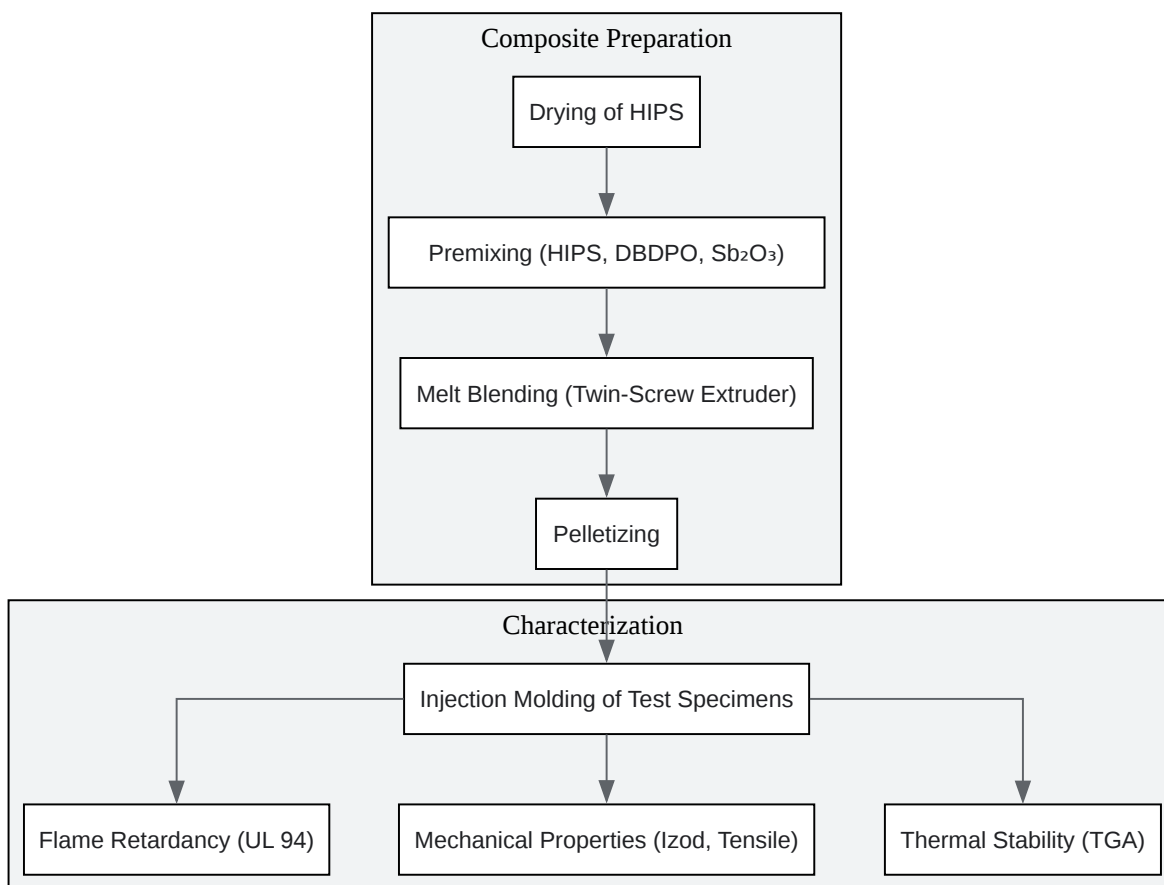 Composite Preparation
Drying of HIPS
Premixing (HIPS, DBDPO, Sb₂O₃)
Melt Blending (Twin-Screw Extruder)
Pelletizing
Characterization
Injection Molding of Test Specimens
Flame Retardancy (UL 94)
Mechanical Properties (Izod, Tensile)
Thermal Stability (TGA)